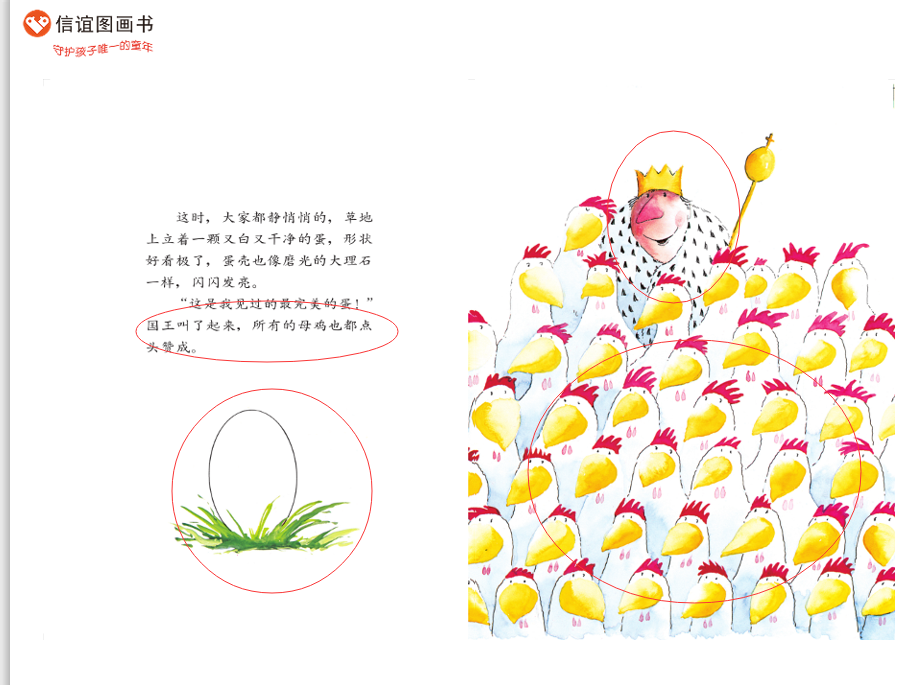 信谊图画书
守护孩子唯一的童年
这时，大家都静悄悄的，草地
上立着一颗又白又干净的蛋，形状
好看极了，蛋壳也像磨光的大理石
一样，闪闪发亮。
“这是我见过的最完美的蛋！”
国王叫了起来，所有的母鸡也都点
头赞成。